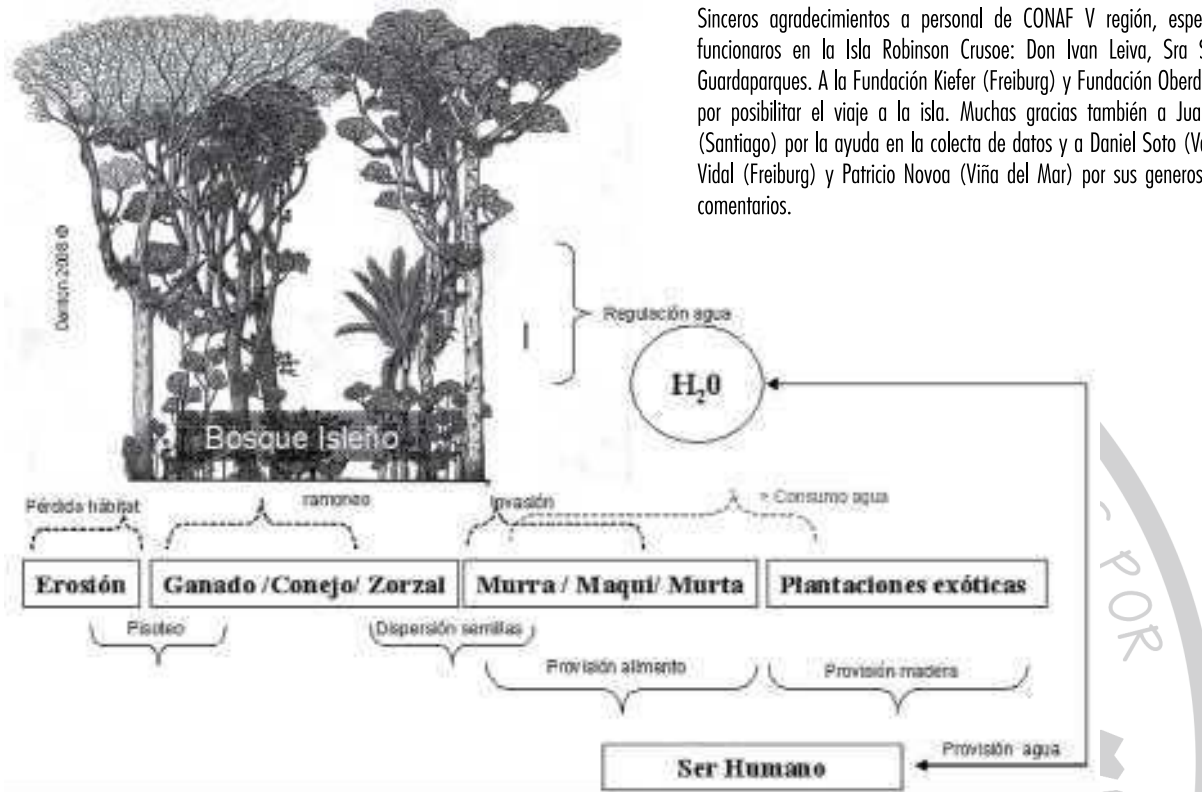 Sinceros agradecimientos a personal de CONAF V región, espe
funcionaros en la Isla Robinson Crusoe: Don Ivan Leiva, Sra S
Guardaparques. A la Fundación Kiefer (Freiburg) y Fundación Oberd
por posibilitar el viaje a la isla. Muchas gracias también a Jua
(Santiago) por la ayuda en la colecta de datos y a Daniel Soto (V
Vidal (Freiburg) y Patricio Novoa (Viña del Mar) por sus generos
comentarios.
2008 ©
Regulación agua
H₂0
Bosque Isleño
Pérdida hábitat
ramoneo
Invasión
+ Consumo agua
Erosión
Ganado /Conejo/ Zorzal
Murra / Maqui/ Murta
Plantaciones exóticas
Pisoteo
Dispersión semillas
Provisión alimento
Provisión madera
Ser Humano
Provisión agua
POR